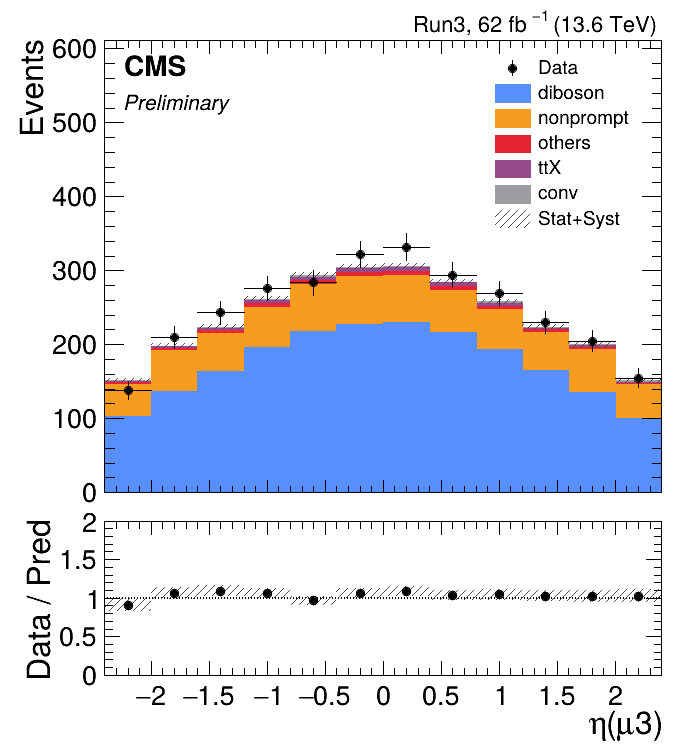 Run3, 62 fb⁻¹ (13.6 TeV)
Events
600
500
400
300
200
100
0
CMS
Preliminary
Data
diboson
nonprompt
others
ttX
conv
Stat+Syst
Data / Pred
2
1.5
1
0.5
0
−2 −1.5 −1 −0.5 0 0.5 1 1.5 2
η(μ3)